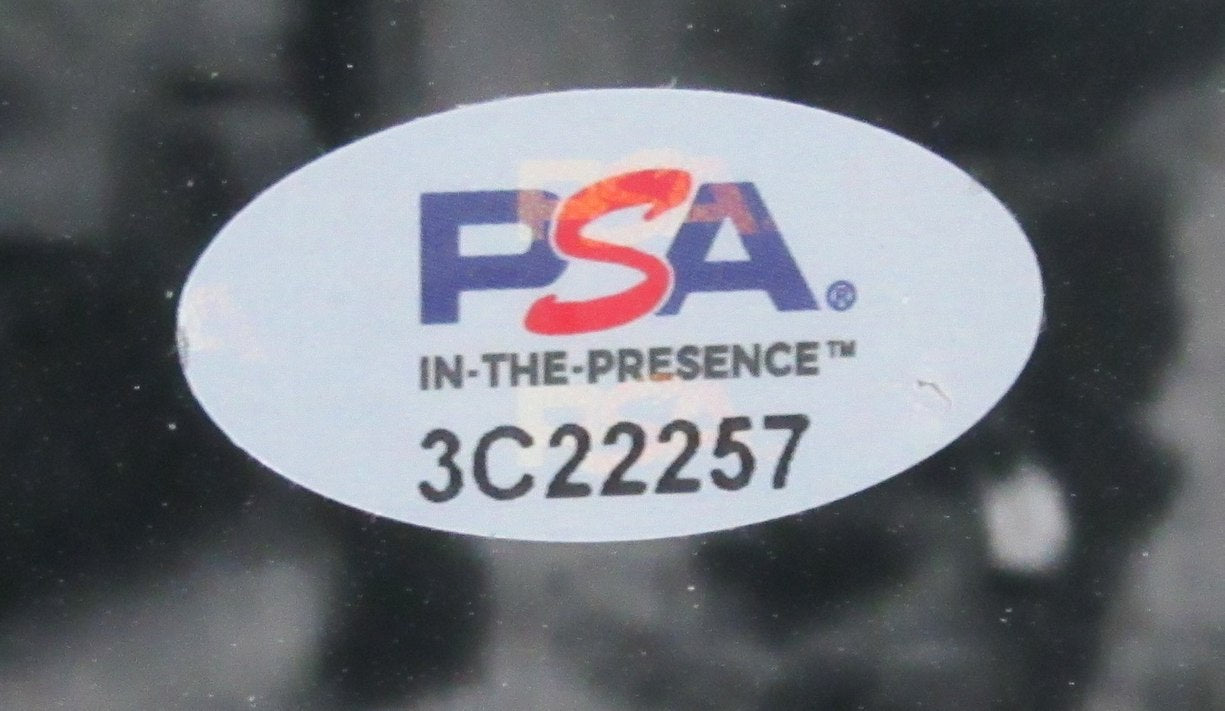 PSA®
IN-THE-PRESENCE™
3C22257